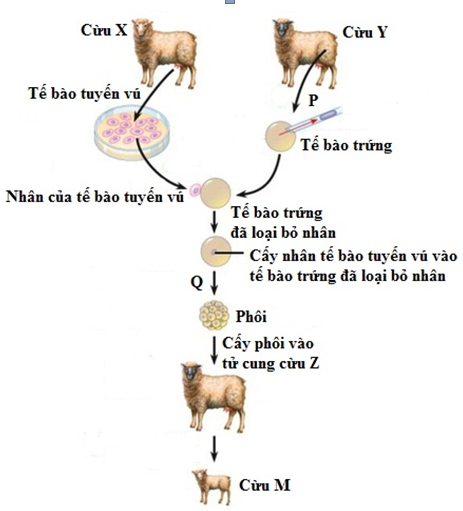 Cừu X
Cừu Y
Tế bào tuyến vú
P
Tế bào trứng
Nhân của tế bào tuyến vú
Tế bào trứng
đã loại bỏ nhân
Cấy nhân tế bào tuyến vú vào
tế bào trứng đã loại bỏ nhân
Q
Phôi
Cấy phôi vào
tử cung cừu Z
Cừu M